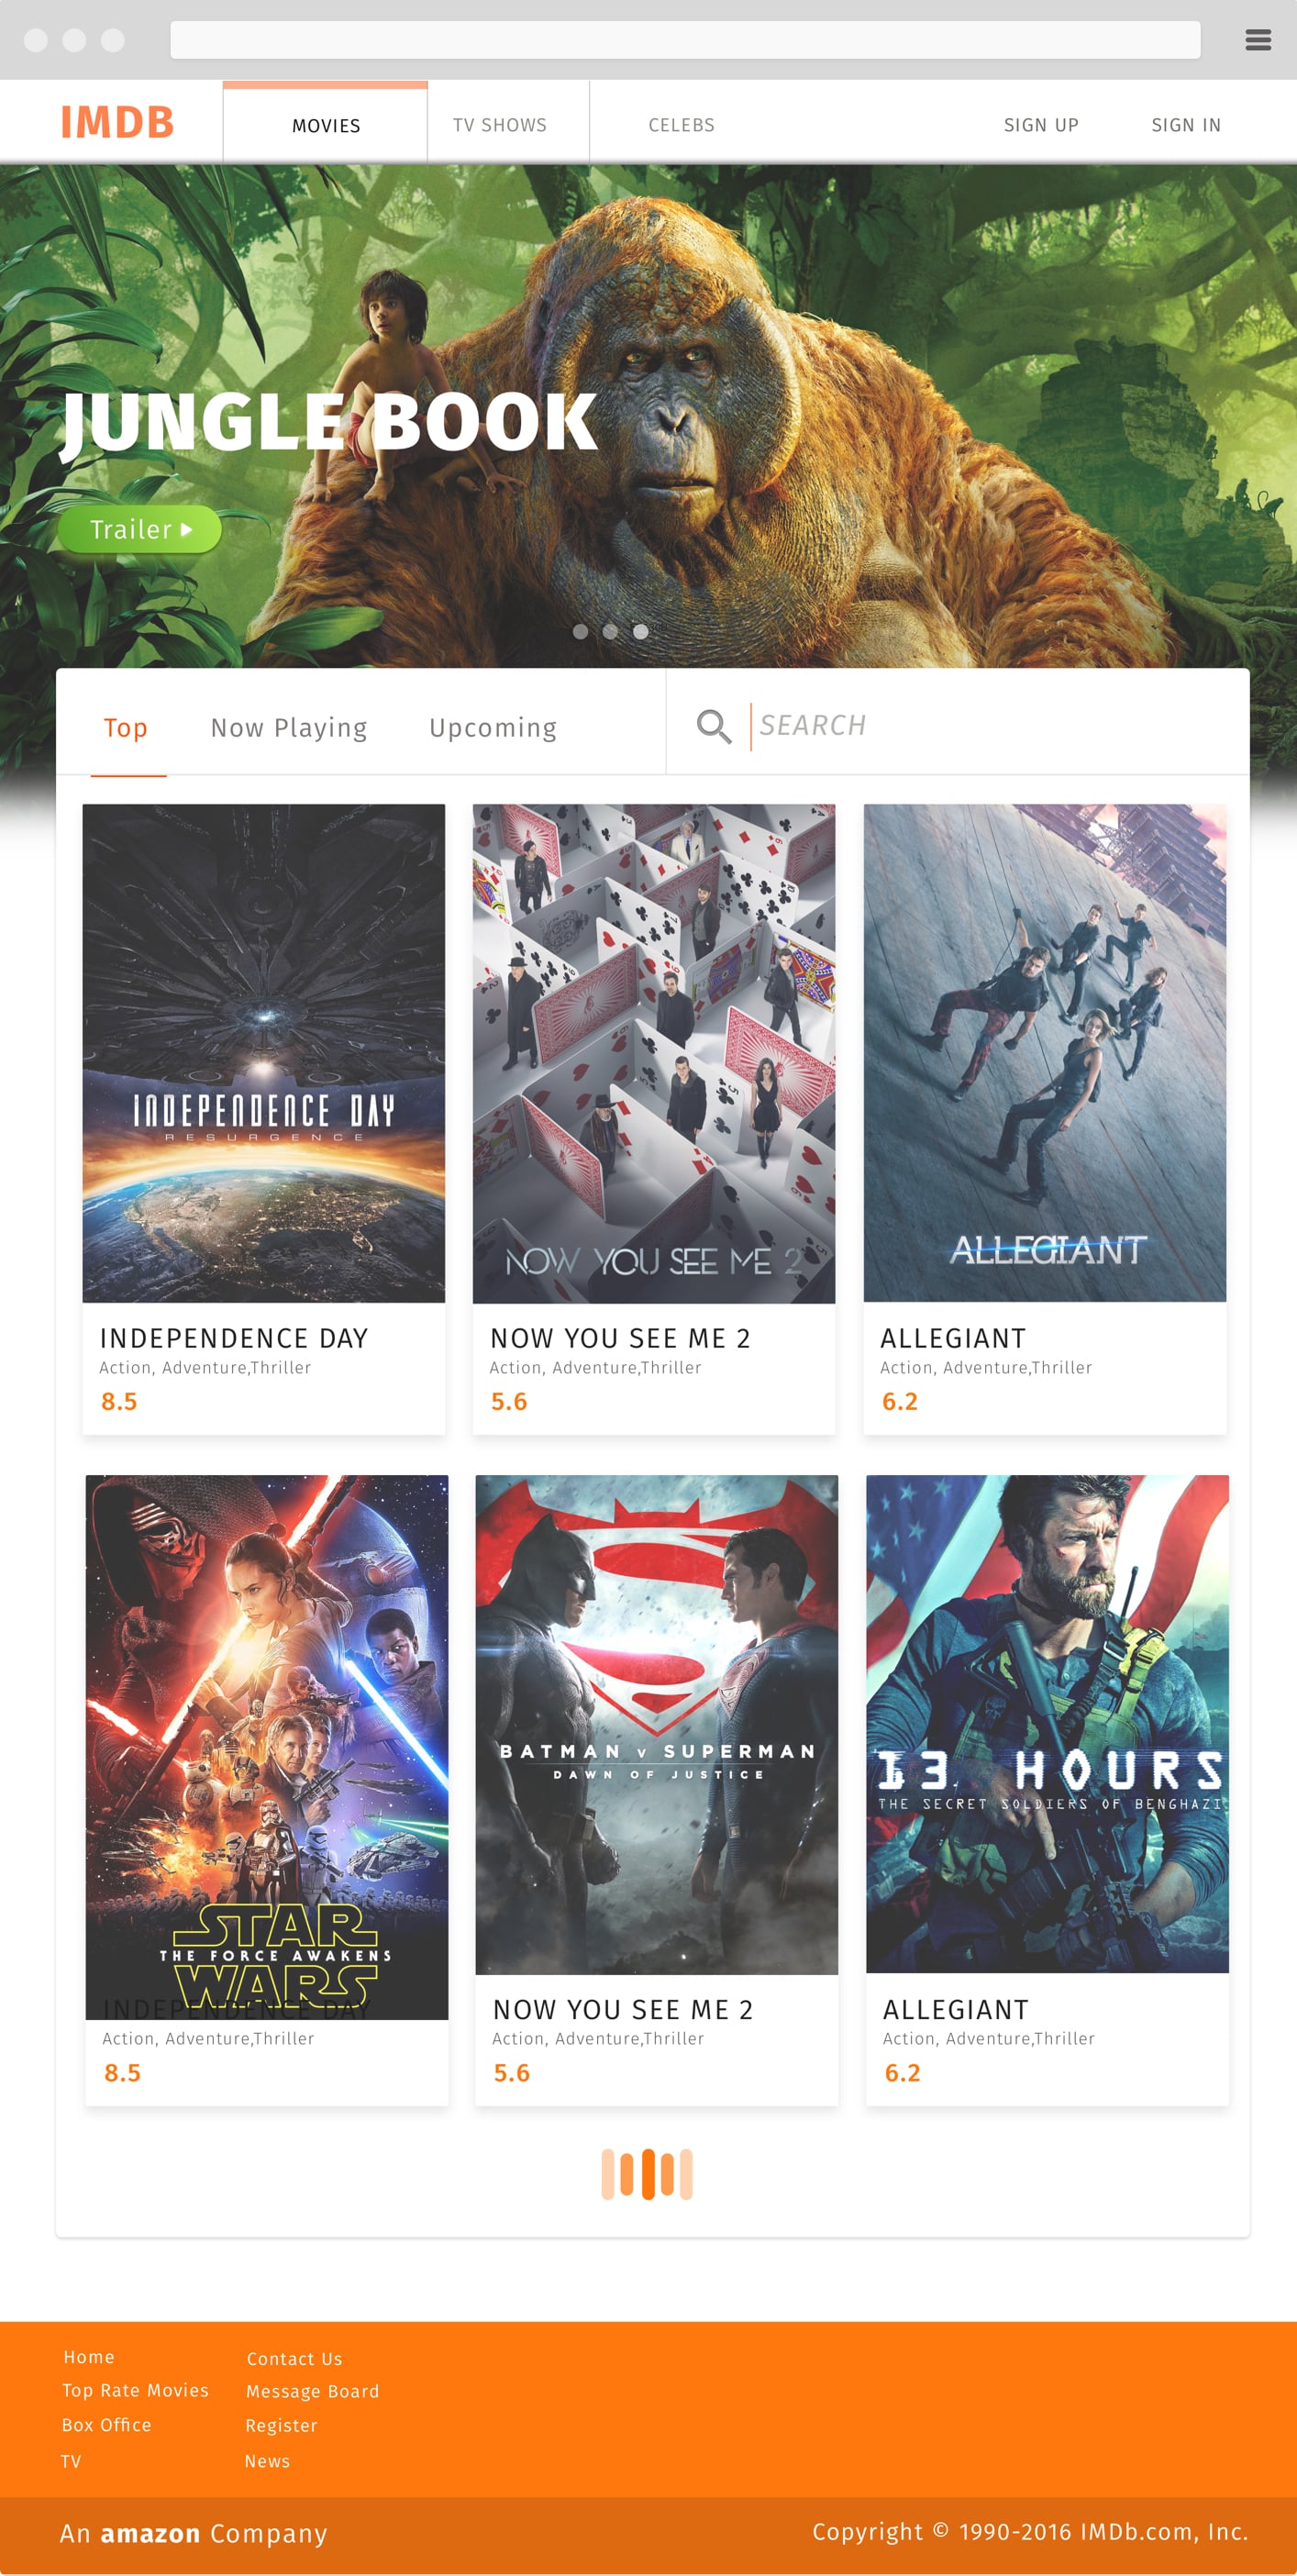 IMDB
MOVIES
TV SHOWS
CELEBS
SIGN UP
SIGN IN
JUNGLE BOOK
Trailer
Top
Now Playing
Upcoming
SEARCH
INDEPENDENCE DAY
RESURGENCE
NOW YOU SEE ME 2
ALLEGIANT
INDEPENDENCE DAY
Action, Adventure,Thriller
8.5
NOW YOU SEE ME 2
Action, Adventure,Thriller
5.6
ALLEGIANT
Action, Adventure,Thriller
6.2
STAR
THE FORCE AWAKENS
WARS
BATMAN v SUPERMAN
DAWN OF JUSTICE
13 HOURS
THE SECRET SOLDIERS OF BENGHAZI
INDEPENDENCE DAY
Action, Adventure,Thriller
8.5
NOW YOU SEE ME 2
Action, Adventure,Thriller
5.6
ALLEGIANT
Action, Adventure,Thriller
6.2
Home
Top Rate Movies
Box Office
TV
Contact Us
Message Board
Register
News
An amazon Company
Copyright © 1990-2016 IMDb.com, Inc.